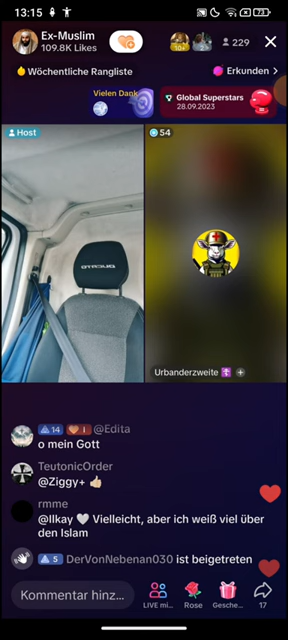 13:15
73
Ex-Muslim
109.8K Likes
10+
229
Wöchentliche Rangliste
Erkunden >
Vielen Dank
Global Superstars
28.09.2023
Host
54
DUCATO
Urbanderzweite
14 I @Edita
o mein Gott
TeutonicOrder
@Ziggy+
rmme
@Ilkay 🤍 Vielleicht, aber ich weiß viel über
den Islam
5 DerVonNebenan030 ist beigetreten
Kommentar hinz...
LIVE mi...
Rose
Gesche...
17